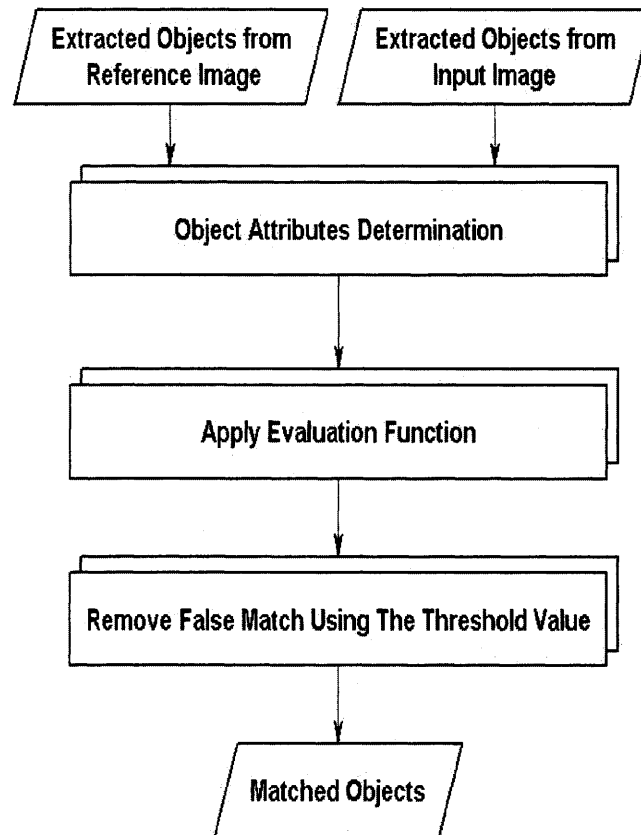 Extracted Objects from
Reference Image
Extracted Objects from
Input Image
Object Attributes Determination
Apply Evaluation Function
Remove False Match Using The Threshold Value
Matched Objects